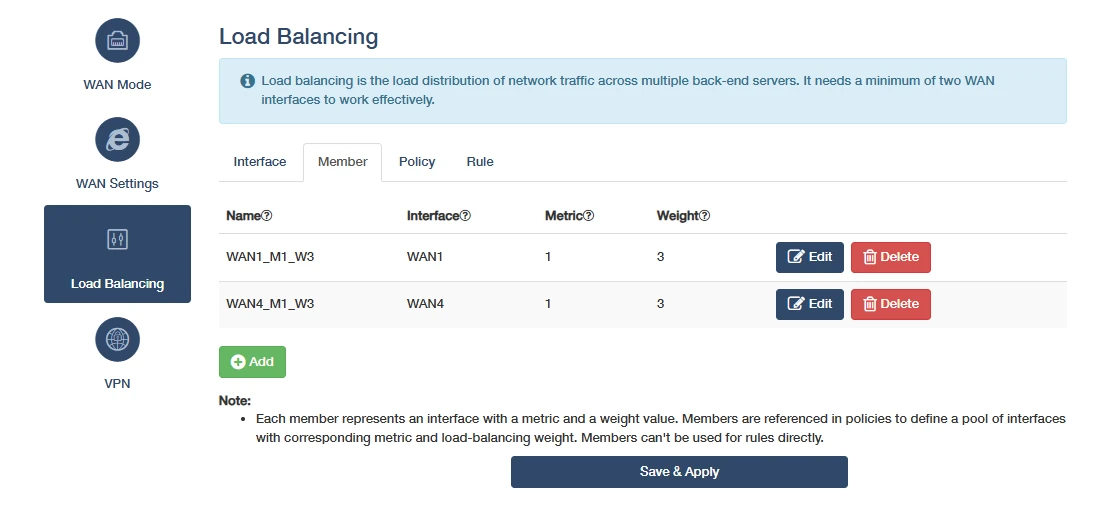 WAN Mode
WAN Settings
Load Balancing
VPN
Load Balancing
Load balancing is the load distribution of network traffic across multiple back-end servers. It needs a minimum of two WAN
interfaces to work effectively.
Interface Member Policy Rule
Name Interface Metric Weight
WAN1_M1_W3 WAN1 1 3 Edit Delete
WAN4_M1_W3 WAN4 1 3 Edit Delete
Add
Note:
• Each member represents an interface with a metric and a weight value. Members are referenced in policies to define a pool of interfaces
with corresponding metric and load-balancing weight. Members can't be used for rules directly.
Save & Apply